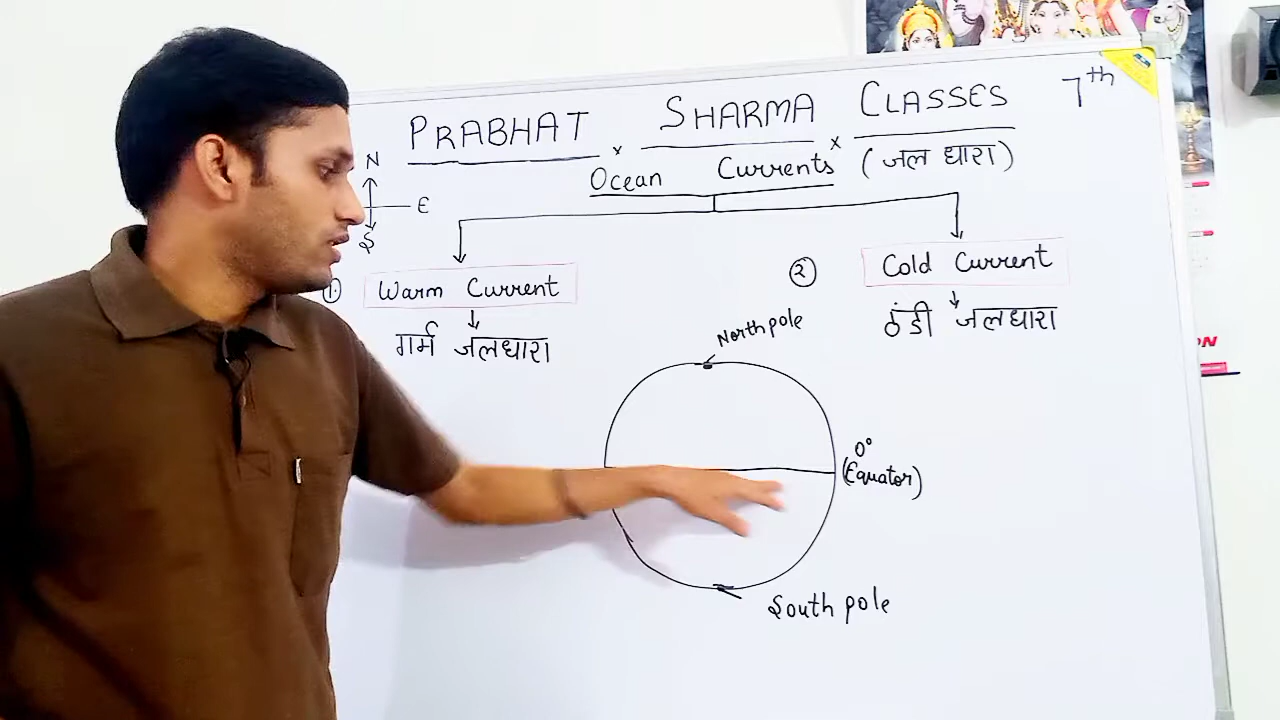 PRABHAT × SHARMA × CLASSES
7th
Ocean Currents (जल धारा)
N
E
S
① Warm Current
गर्म जलधारा
② Cold Current
ठंडी जलधारा
North pole
0°
(Equator)
South pole